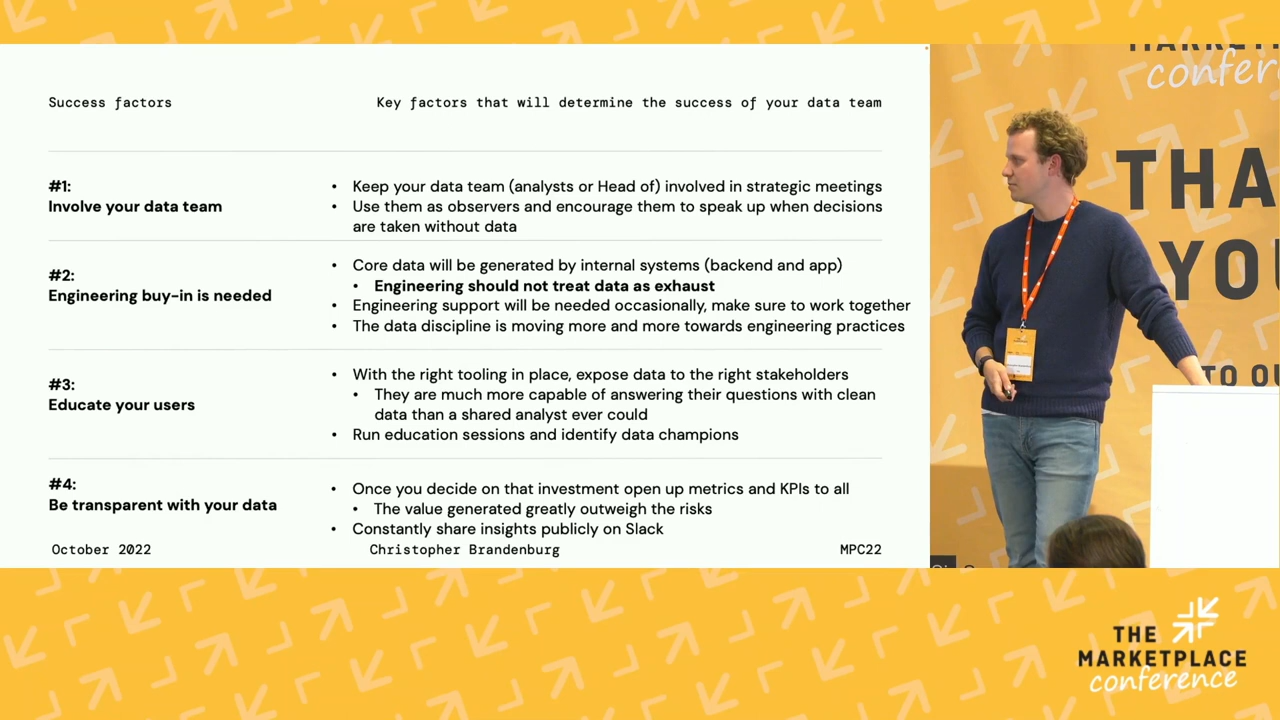 Success factors
Key factors that will determine the success of your data team
#1:
Involve your data team
• Keep your data team (analysts or Head of) involved in strategic meetings
• Use them as observers and encourage them to speak up when decisions
are taken without data
#2:
Engineering buy-in is needed
• Core data will be generated by internal systems (backend and app)
• Engineering should not treat data as exhaust
• Engineering support will be needed occasionally, make sure to work together
• The data discipline is moving more and more towards engineering practices
#3:
Educate your users
• With the right tooling in place, expose data to the right stakeholders
• They are much more capable of answering their questions with clean
data than a shared analyst ever could
• Run education sessions and identify data champions
#4:
Be transparent with your data
• Once you decide on that investment open up metrics and KPIs to all
• The value generated greatly outweigh the risks
• Constantly share insights publicly on Slack
October 2022
Christopher Brandenburg
MPC22
confer
THA
YOU
TO OU
THE
MARKETPLACE
conference